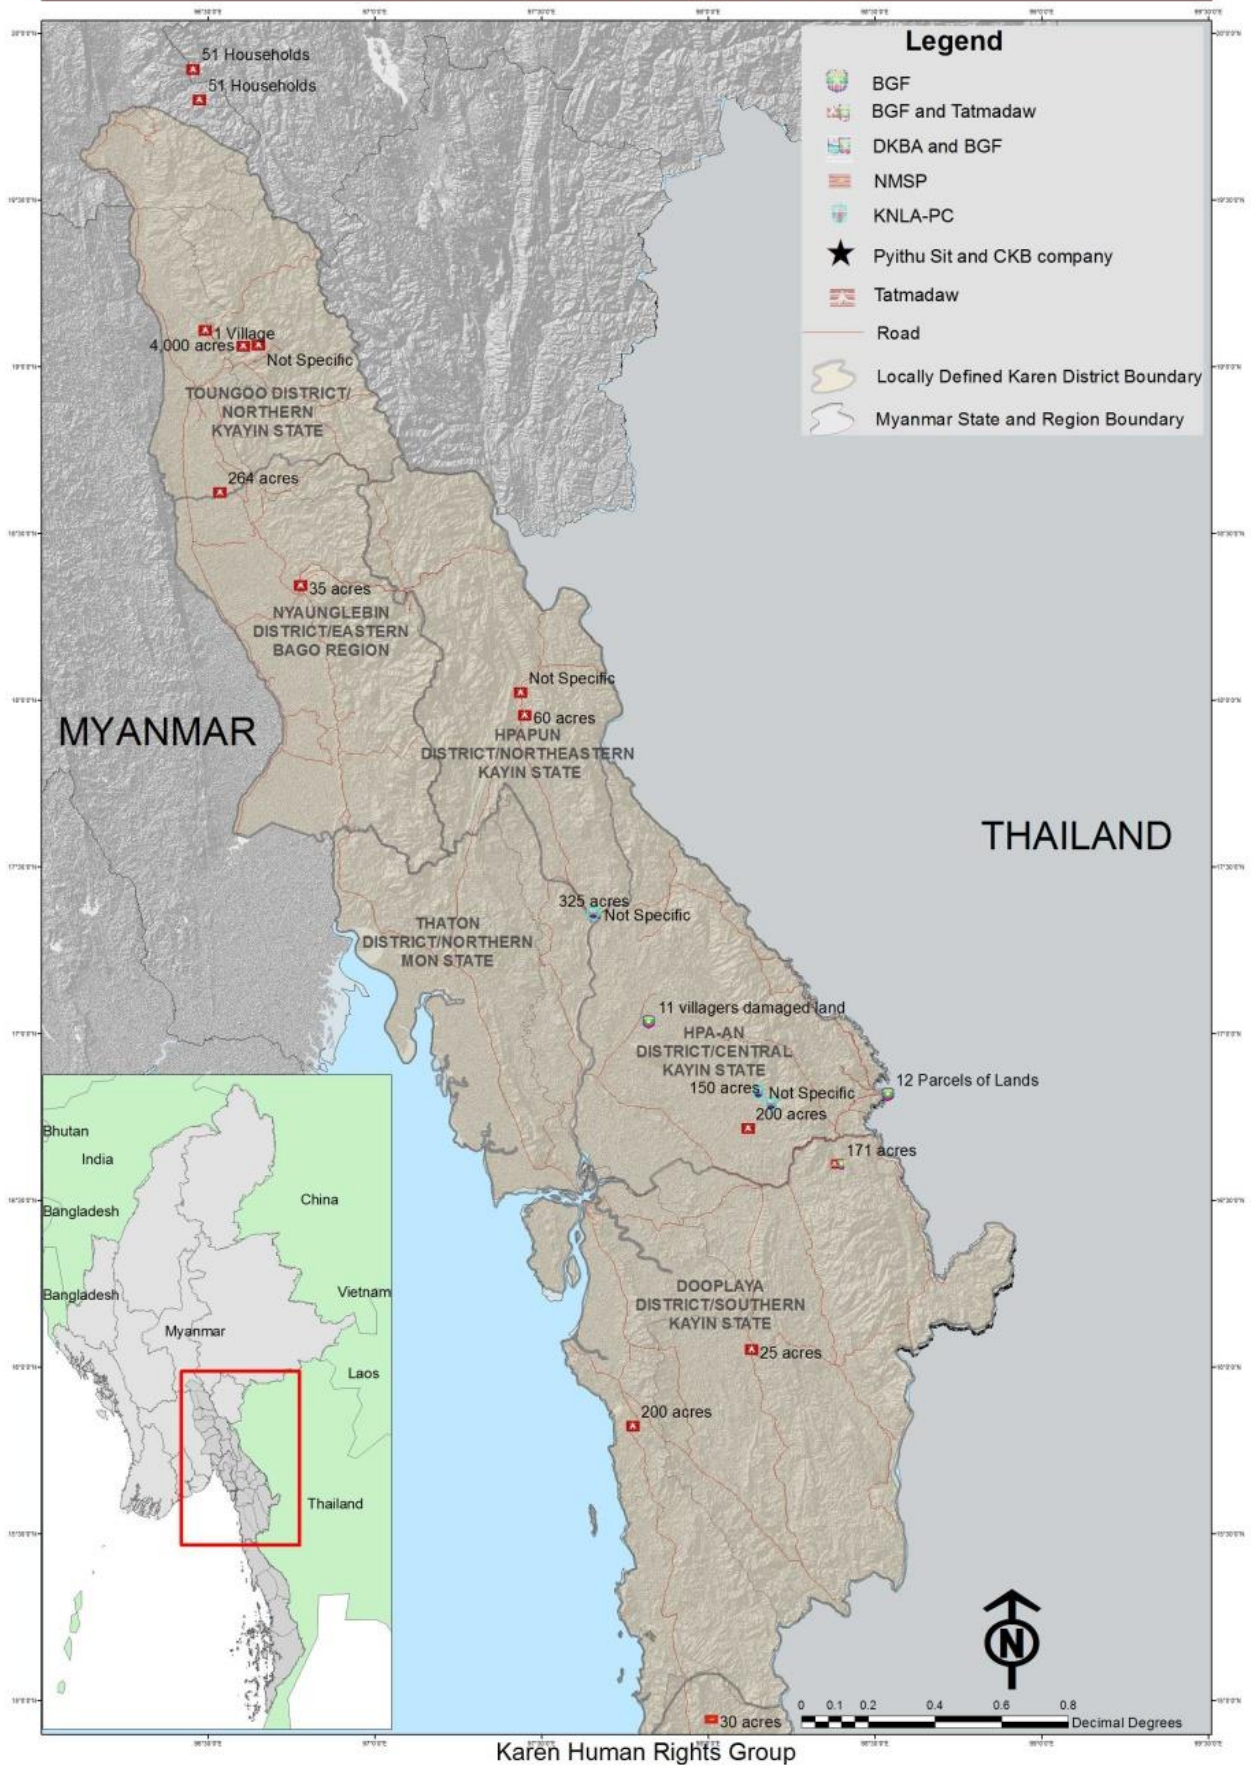 51 Households
51 Households
Legend
BGF
BGF and Tatmadaw
DKBA and BGF
NMSP
KNLA-PC
Pyithu Sit and CKB company
Tatmadaw
Road
Locally Defined Karen District Boundary
Myanmar State and Region Boundary
1 Village
4,000 acres
Not Specific
TOUNGOO DISTRICT/
NORTHERN
KYAYIN STATE
264 acres
35 acres
NYAUNGLEBIN
DISTRICT/EASTERN
BAGO REGION
Not Specific
60 acres
HPAPUN
DISTRICT/NORTHEASTERN
KAYIN STATE
MYANMAR
THAILAND
325 acres
Not Specific
THATON
DISTRICT/NORTHERN
MON STATE
11 villagers damaged land
HPA-AN
DISTRICT/CENTRAL
KAYIN STATE
12 Parcels of Lands
150 acres
Not Specific
200 acres
171 acres
DOOPLAYA
DISTRICT/SOUTHERN
KAYIN STATE
25 acres
200 acres
30 acres
Bhutan
India
China
Bangladesh
Bangladesh
Vietnam
Myanmar
Laos
Thailand
N
0 0.1 0.2 0.4 0.6 0.8
Decimal Degrees
Karen Human Rights Group